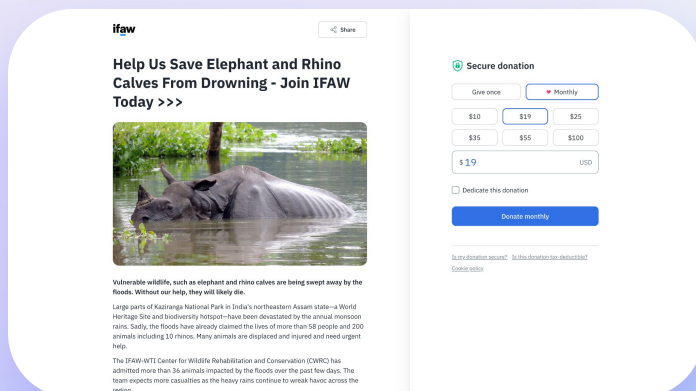 ifaw
Share
Help Us Save Elephant and Rhino
Calves From Drowning - Join IFAW
Today >>>
Vulnerable wildlife, such as elephant and rhino calves are being swept away by the
floods. Without our help, they will likely die.
Large parts of Kaziranga National Park in India's northeastern Assam state—a World
Heritage Site and biodiversity hotspot—have been devastated by the annual monsoon
rains. Sadly, the floods have already claimed the lives of more than 58 people and 200
animals including 10 rhinos. Many animals are displaced and injured and need urgent
help.
The IFAW-WTI Center for Wildlife Rehabilitation and Conservation (CWRC) has
admitted more than 36 animals impacted by the floods over the past few days. The
team expects more casualties as the heavy rains continue to wreak havoc across the
region.
Secure donation
Give once
Monthly
$10
$19
$25
$35
$55
$100
$ 19
USD
Dedicate this donation
Donate monthly
Is my donation secure?
Is this donation tax-deductible?
Cookie policy